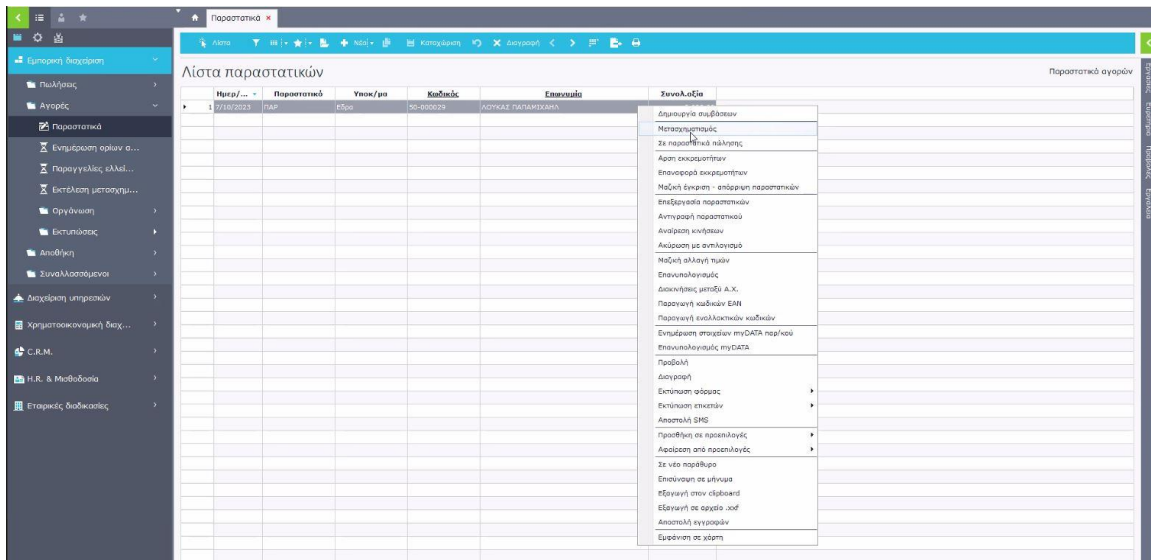 Παραστατικά
Λίστα
Νέο
Καταχώρηση
Διαγραφή
Εμπορική διαχείριση
Πωλήσεις
Αγορές
Παραστατικά
Ενημέρωση ορίων α...
Παραγγελίες ελλεί...
Εκτέλεση μετασχημ...
Οργάνωση
Εκτυπώσεις
Αποθήκη
Συναλλασσόμενοι
Διαχείριση υπηρεσιών
Χρηματοοικονομική διαχ...
C.R.M.
H.R. & Μισθοδοσία
Εταιρικές διαδικασίες
Λίστα παραστατικών
Παραστατικό αγορών
Ημερ/... Παραστατικό Υποκ/μα Κωδικός Επωνυμία Συνολ.αξία
1 7/10/2023 ΠΑΡ Έδρα 50-000029 ΛΟΥΚΑΣ ΠΑΠΑΜΙΧΑΗΛ
Δημιουργία συμβάσεων
Μετασχηματισμός
Σε παραστατικά πώλησης
Άρση εκκρεμοτήτων
Επαναφορά εκκρεμοτήτων
Μαζική έγκριση - απόρριψη παραστατικών
Επεξεργασία παραστατικών
Αντιγραφή παραστατικού
Αναίρεση κινήσεων
Ακύρωση με αντιλογισμό
Μαζική αλλαγή τιμών
Επανυπολογισμός
Διακινήσεις μεταξύ Α.Χ.
Παραγωγή κωδικών EAN
Παραγωγή εναλλακτικών κωδικών
Ενημέρωση στοιχείων myDATA παρ/κού
Επανυπολογισμός myDATA
Προβολή
Διαγραφή
Εκτύπωση φόρμας
Εκτύπωση ετικετών
Αποστολή SMS
Προσθήκη σε προεπιλογές
Αφαίρεση από προεπιλογές
Σε νέο παράθυρο
Επισύναψη σε μήνυμα
Εξαγωγή στον clipboard
Εξαγωγή σε αρχείο .xxf
Αποστολή εγγραφών
Εμφάνιση σε χάρτη
Εργασίες
Ευρετήριο
Προβολές
Εργαλεία